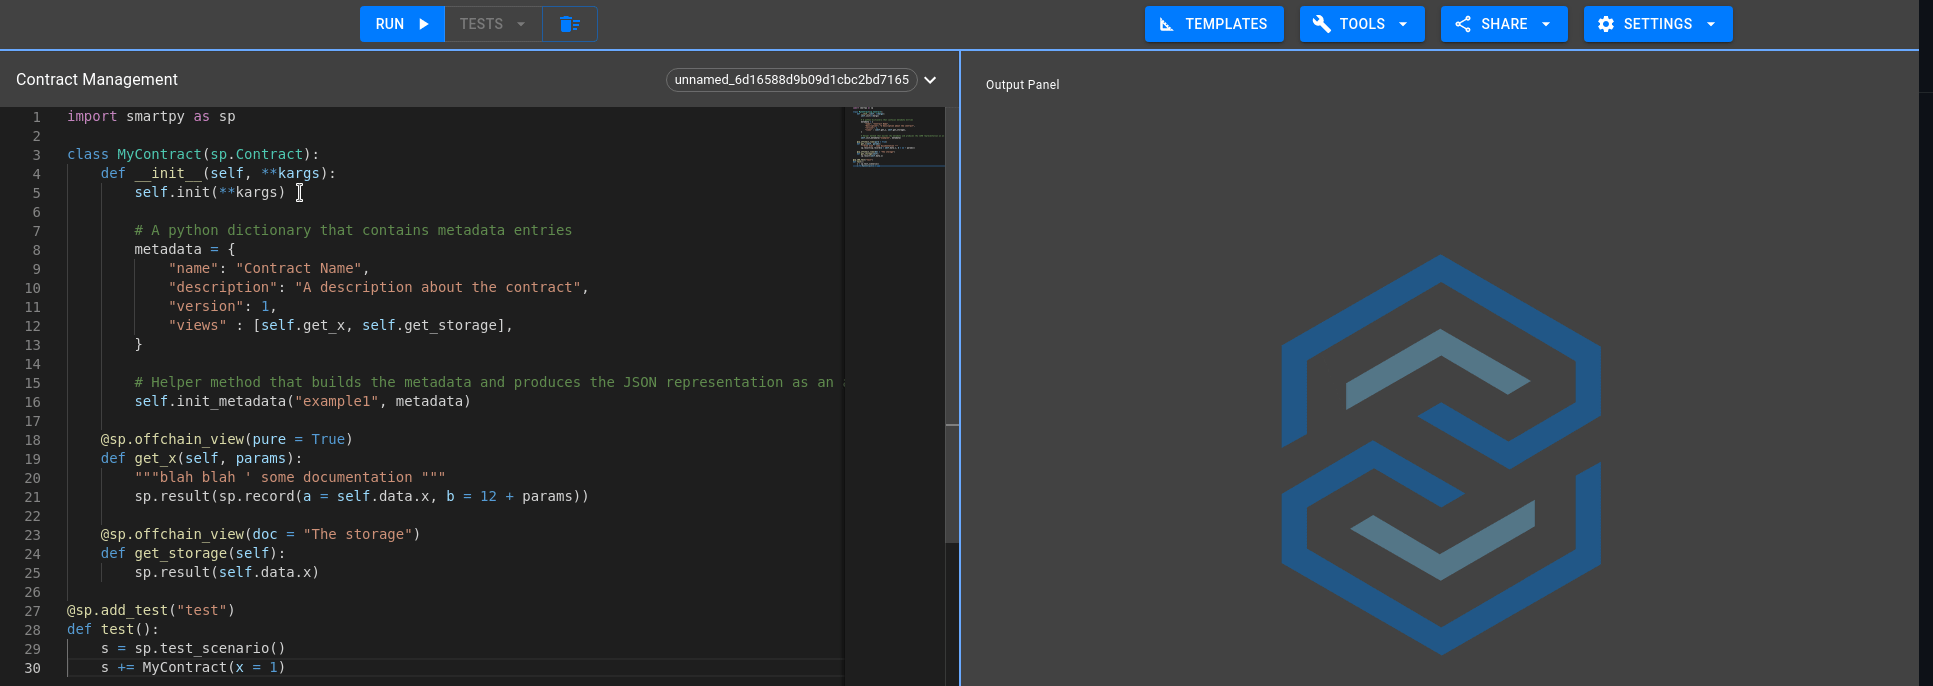 RUN TESTS TEMPLATES TOOLS SHARE SETTINGS
Contract Management unnamed_6d16588d9b09d1cbc2bd7165 Output Panel
1 import smartpy as sp
2
3 class MyContract(sp.Contract):
4 def __init__(self, **kargs):
5 self.init(**kargs)
6
7 # A python dictionary that contains metadata entries
8 metadata = {
9 "name": "Contract Name",
10 "description": "A description about the contract",
11 "version": 1,
12 "views" : [self.get_x, self.get_storage],
13 }
14
15 # Helper method that builds the metadata and produces the JSON representation as an
16 self.init_metadata("example1", metadata)
17
18 @sp.offchain_view(pure = True)
19 def get_x(self, params):
20 """blah blah ' some documentation """
21 sp.result(sp.record(a = self.data.x, b = 12 + params))
22
23 @sp.offchain_view(doc = "The storage")
24 def get_storage(self):
25 sp.result(self.data.x)
26
27 @sp.add_test("test")
28 def test():
29 s = sp.test_scenario()
30 s += MyContract(x = 1)